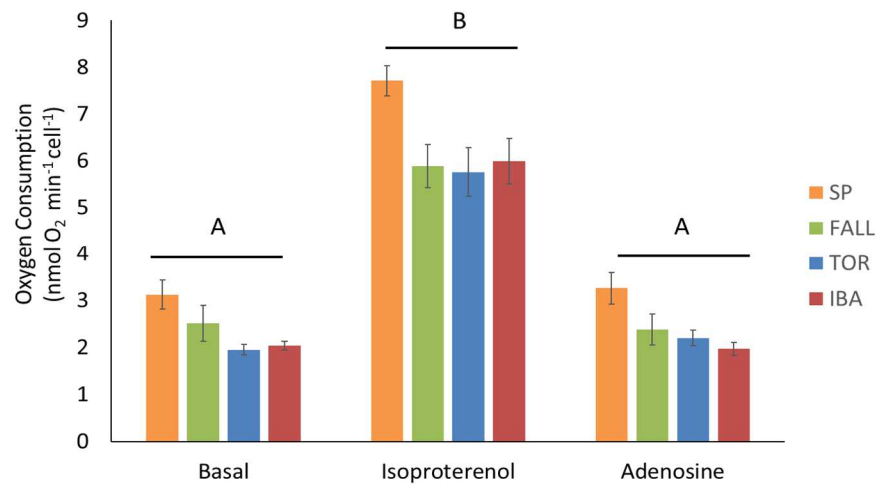 9
8
7
6
5
4
3
2
1
0
Oxygen Consumption
(nmol O₂ min⁻¹cell⁻¹)
A
B
A
Basal
Isoproterenol
Adenosine
SP
FALL
TOR
IBA